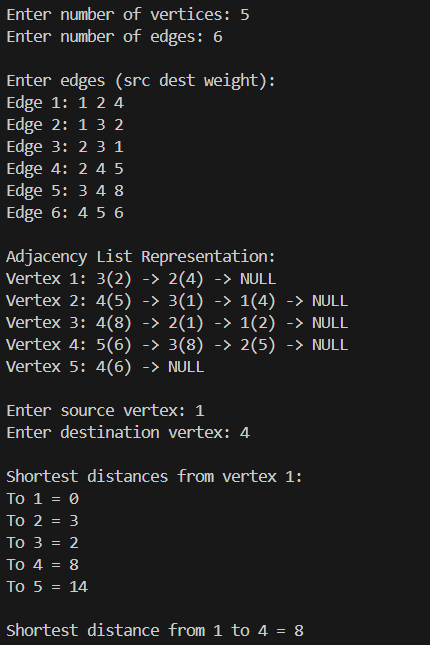 Enter number of vertices: 5
Enter number of edges: 6
Enter edges (src dest weight):
Edge 1: 1 2 4
Edge 2: 1 3 2
Edge 3: 2 3 1
Edge 4: 2 4 5
Edge 5: 3 4 8
Edge 6: 4 5 6
Adjacency List Representation:
Vertex 1: 3(2) -> 2(4) -> NULL
Vertex 2: 4(5) -> 3(1) -> 1(4) -> NULL
Vertex 3: 4(8) -> 2(1) -> 1(2) -> NULL
Vertex 4: 5(6) -> 3(8) -> 2(5) -> NULL
Vertex 5: 4(6) -> NULL
Enter source vertex: 1
Enter destination vertex: 4
Shortest distances from vertex 1:
To 1 = 0
To 2 = 3
To 3 = 2
To 4 = 8
To 5 = 14
Shortest distance from 1 to 4 = 8